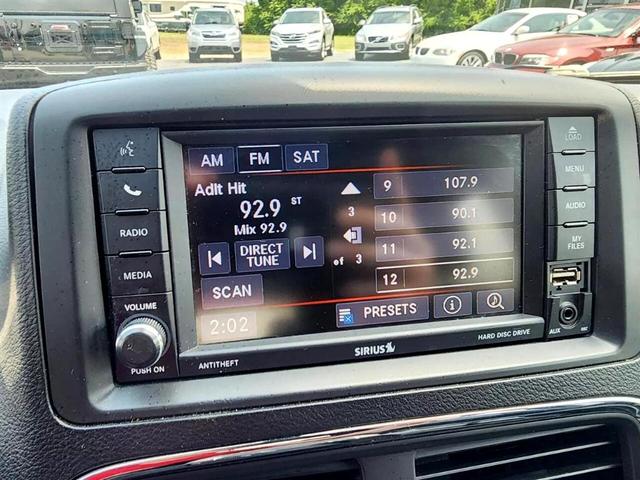 LOAD
AM FM SAT
MENU
Adlt Hit
9 107.9
92.9 ST
3
10 90.1
AUDIO
RADIO
Mix 92.9
MY FILES
DIRECT TUNE
11 92.1
of 3
MEDIA
12 92.9
SCAN
VOLUME
PRESETS
2:02
PUSH ON
ANTITHEFT
SIRIUS
HARD DISC DRIVE
AUX